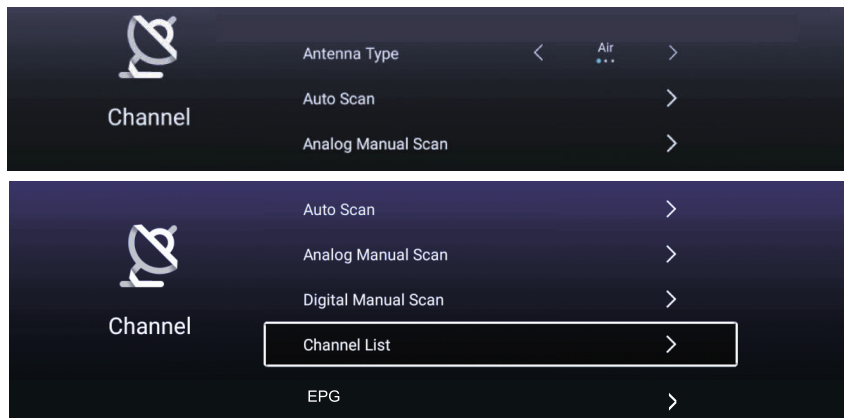 Antenna Type Air
Auto Scan
Channel
Analog Manual Scan
Auto Scan
Analog Manual Scan
Digital Manual Scan
Channel
Channel List
EPG